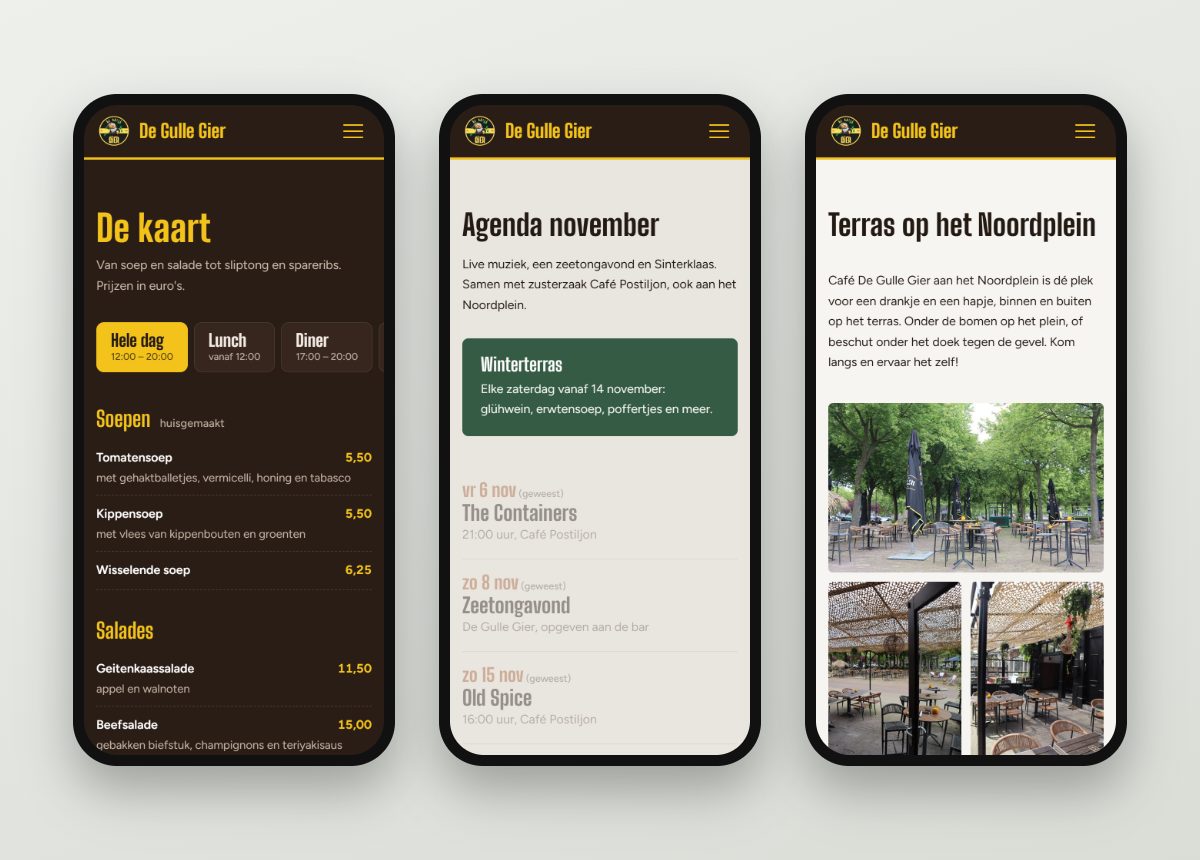 De Gulle Gier
De kaart
Van soep en salade tot sliptong en spareribs.
Prijzen in euro's.
Hele dag
12:00 – 20:00
Lunch
vanaf 12:00
Diner
17:00 – 20:00
Soepen huisgemaakt
Tomatensoep 5,50
met gehaktballetjes, vermicelli, honing en tabasco
Kippensoep 5,50
met vlees van kippenbouten en groenten
Wisselende soep 6,25
Salades
Geitenkaassalade 11,50
appel en walnoten
Beefsalade 15,00
gebakken biefstuk, champignons en teriyakisaus
De Gulle Gier
Agenda november
Live muziek, een zeetongavond en Sinterklaas.
Samen met zusterzaak Café Postiljon, ook aan het
Noordplein.
Winterterras
Elke zaterdag vanaf 14 november:
glühwein, erwtensoep, poffertjes en meer.
vr 6 nov (geweest)
The Containers
21:00 uur, Café Postiljon
zo 8 nov (geweest)
Zeetongavond
De Gulle Gier, opgeven aan de bar
zo 15 nov (geweest)
Old Spice
16:00 uur, Café Postiljon
De Gulle Gier
Terras op het Noordplein
Café De Gulle Gier aan het Noordplein is dé plek
voor een drankje en een hapje, binnen en buiten
op het terras. Onder de bomen op het plein, of
beschut onder het doek tegen de gevel. Kom
langs en ervaar het zelf!